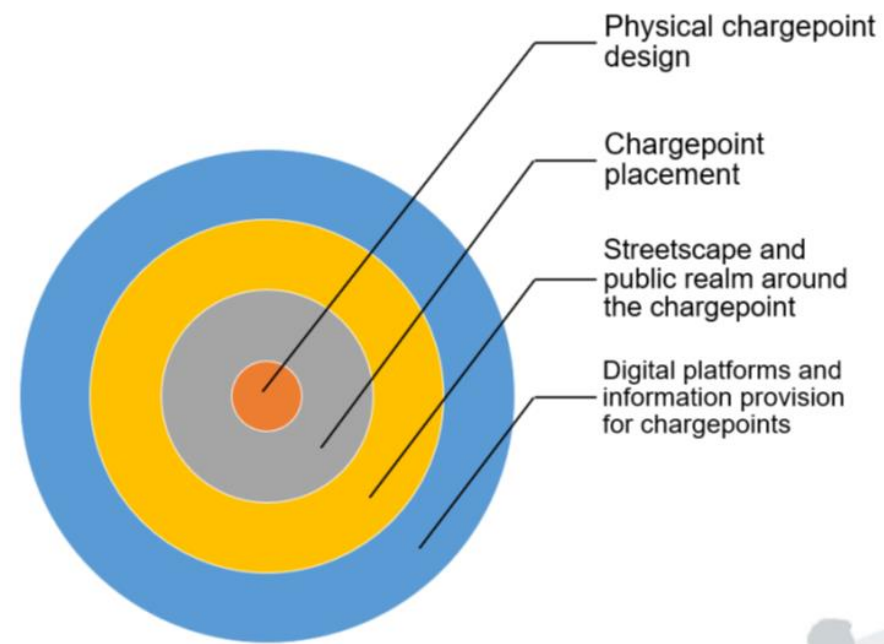 Physical chargepoint
design
Chargepoint
placement
Streetscape and
public realm around
the chargepoint
Digital platforms and
information provision
for chargepoints